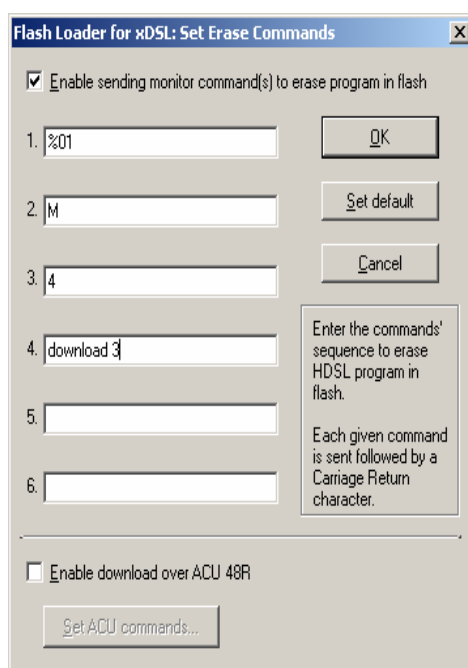 Flash Loader for xDSL: Set Erase Commands
Enable sending monitor command(s) to erase program in flash
1. %01
OK
2. M
Set default
3. 4
Cancel
4. download 3
Enter the commands'
sequence to erase
HDSL program in
flash.
5.
Each given command
is sent followed by a
Carriage Return
character.
6.
Enable download over ACU 48R
Set ACU commands...